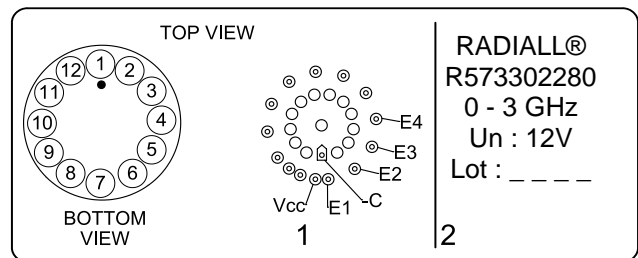 TOP VIEW
1
2
3
4
5
6
7
8
9
10
11
12
BOTTOM
VIEW
E4
E3
E2
-C
Vcc
E1
1
RADIALL®
R573302280
0 - 3 GHz
Un : 12V
Lot : _ _ _ _
2